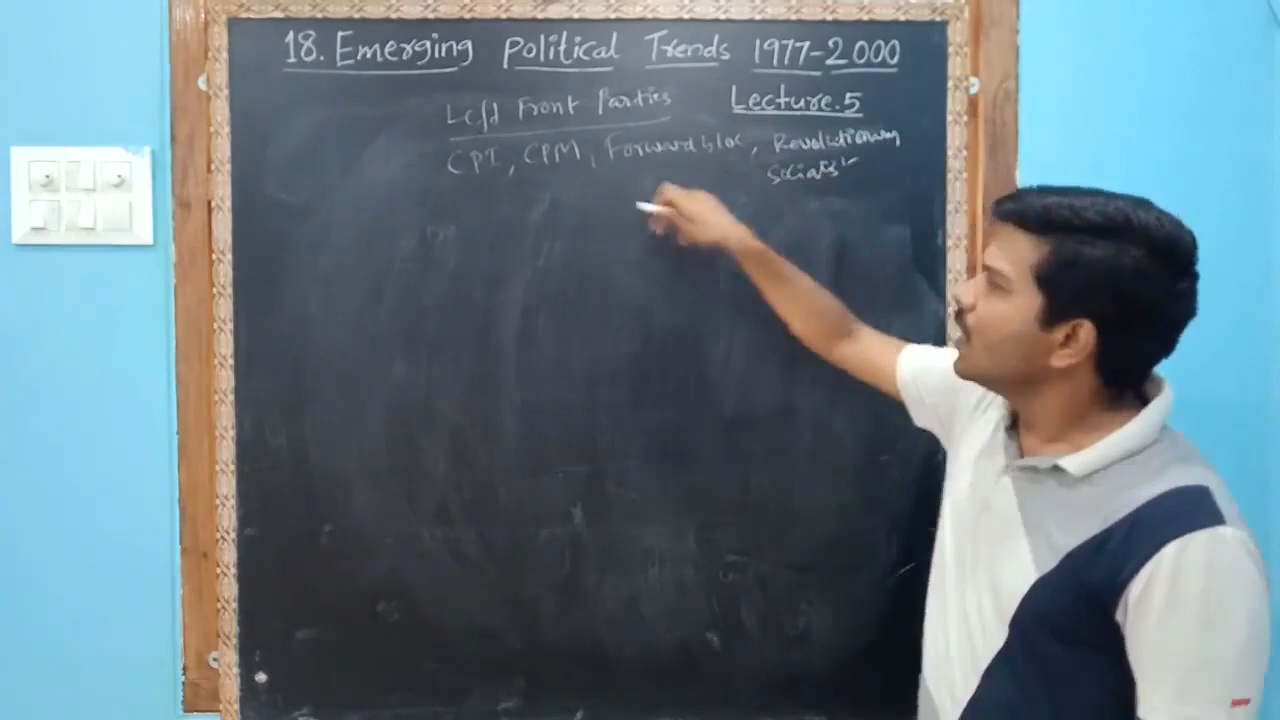 18. Emerging Political Trends 1977-2000
Left Front Parties
Lecture.5
CPI, CPM, Forward bloc, Revolutionary
Socialist